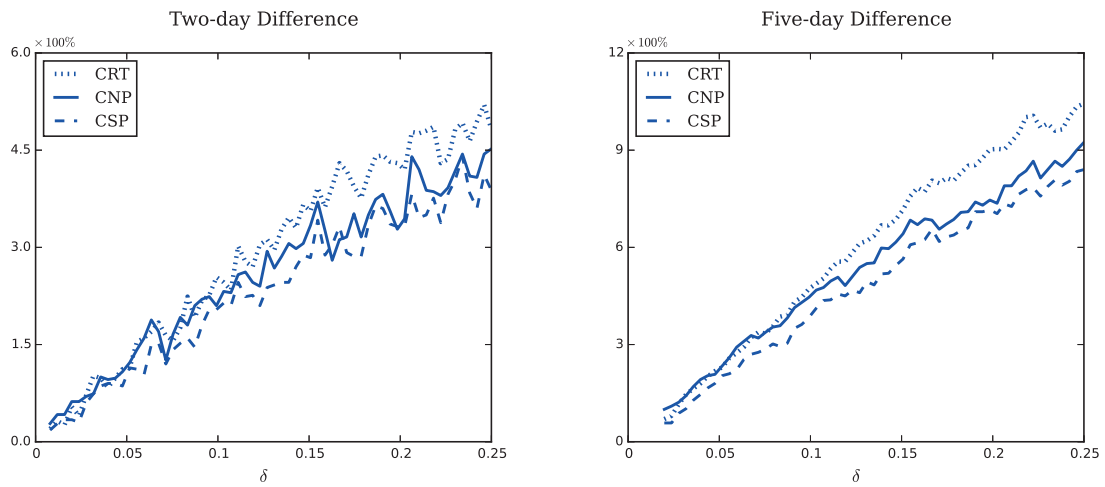 Two-day Difference
×100%
6.0
4.5
3.0
1.5
0.0
CRT
CNP
CSP
0
0.05
0.1
0.15
0.2
0.25
δ
Five-day Difference
×100%
12
9
6
3
0
CRT
CNP
CSP
0
0.05
0.1
0.15
0.2
0.25
δ